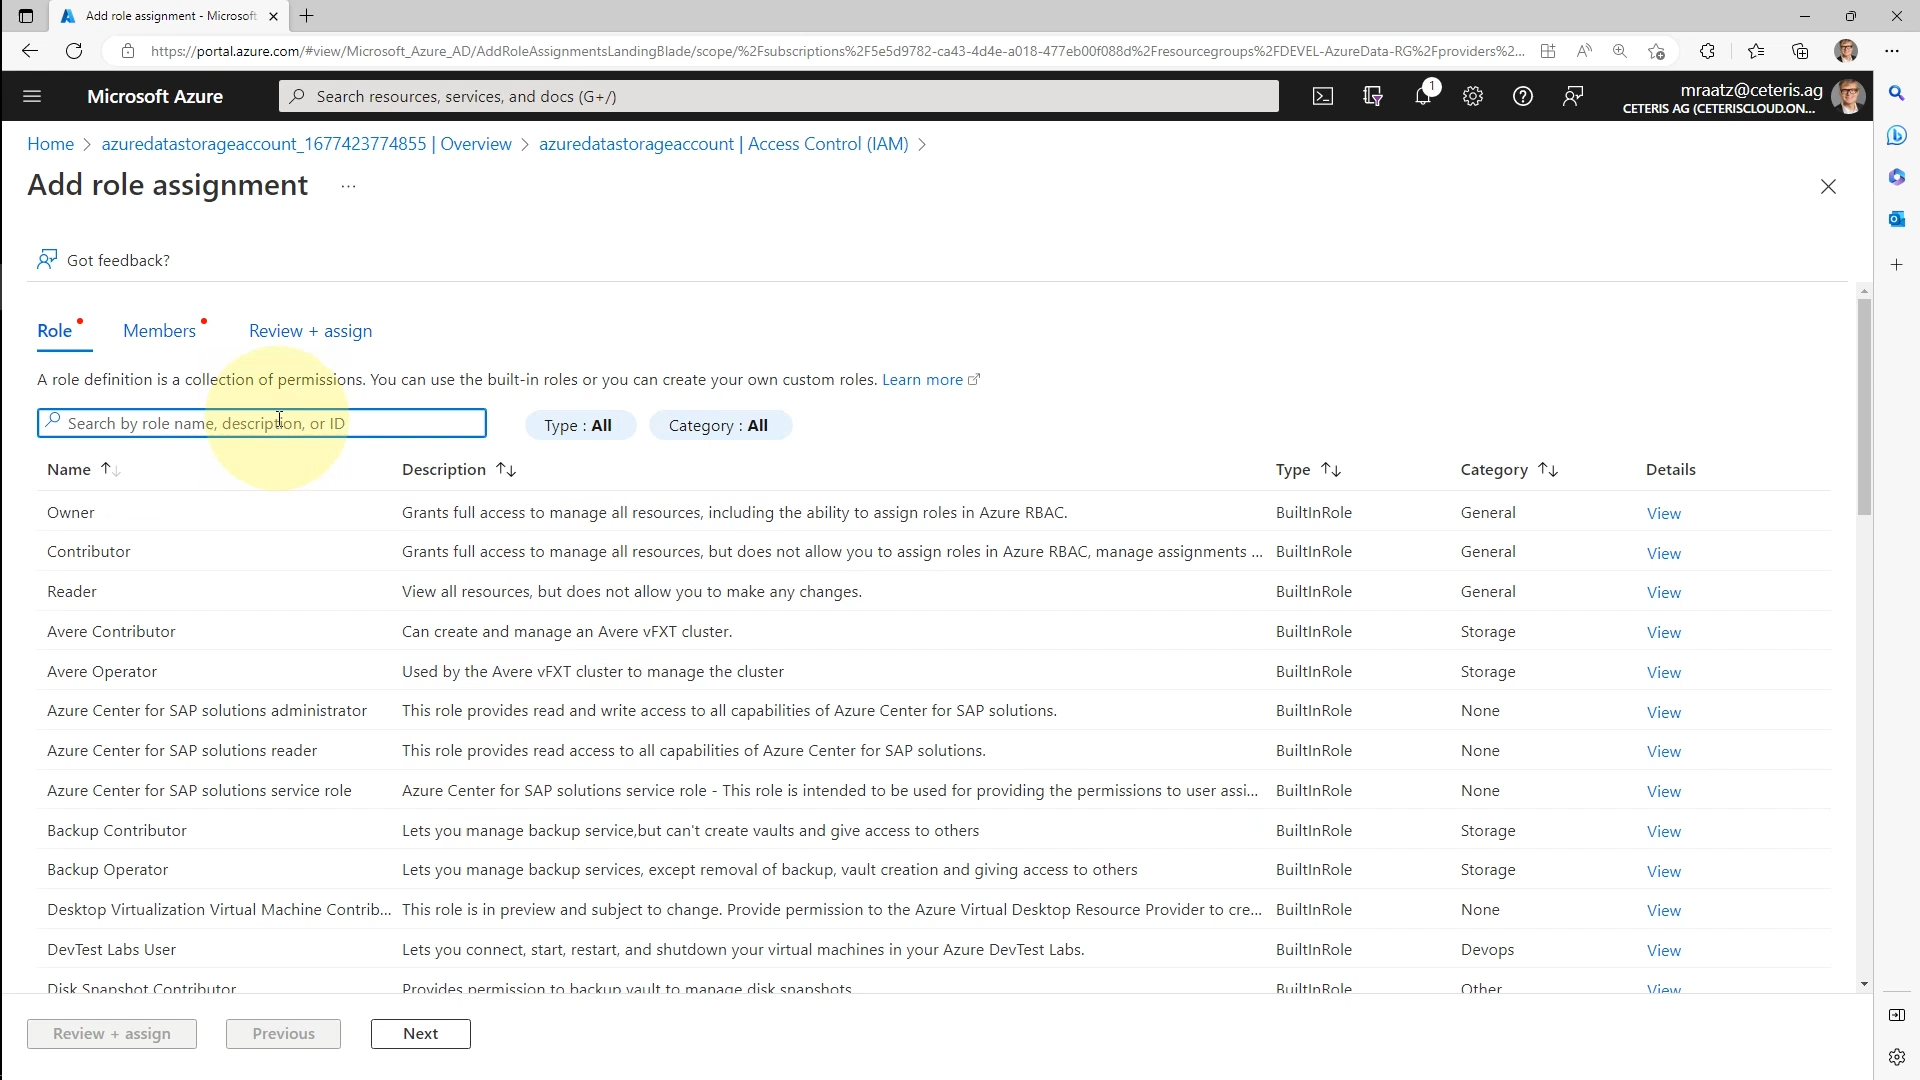 Add role assignment - Microsoft
https://portal.azure.com/#view/Microsoft_Azure_AD/AddRoleAssignmentsLandingBlade/scope/%2Fsubscriptions%2F5e5d9782-ca43-4d4e-a018-477eb00f088d%2Fresourcegroups%2FDEVEL-AzureData-RG%2Fproviders%2...
Microsoft Azure
Search resources, services, and docs (G+/)
1
mraatz@ceteris.ag
CETERIS AG (CETERISCLOUD.ON...
Home > azuredatastorageaccount_1677423774855 | Overview > azuredatastorageaccount | Access Control (IAM) >
Add role assignment ...
Got feedback?
Role Members Review + assign
A role definition is a collection of permissions. You can use the built-in roles or you can create your own custom roles. Learn more
Search by role name, description, or ID Type : All Category : All
Name Description Type Category Details
Owner Grants full access to manage all resources, including the ability to assign roles in Azure RBAC. BuiltInRole General View
Contributor Grants full access to manage all resources, but does not allow you to assign roles in Azure RBAC, manage assignments ... BuiltInRole General View
Reader View all resources, but does not allow you to make any changes. BuiltInRole General View
Avere Contributor Can create and manage an Avere vFXT cluster. BuiltInRole Storage View
Avere Operator Used by the Avere vFXT cluster to manage the cluster BuiltInRole Storage View
Azure Center for SAP solutions administrator This role provides read and write access to all capabilities of Azure Center for SAP solutions. BuiltInRole None View
Azure Center for SAP solutions reader This role provides read access to all capabilities of Azure Center for SAP solutions. BuiltInRole None View
Azure Center for SAP solutions service role Azure Center for SAP solutions service role - This role is intended to be used for providing the permissions to user assi... BuiltInRole None View
Backup Contributor Lets you manage backup service,but can't create vaults and give access to others BuiltInRole Storage View
Backup Operator Lets you manage backup services, except removal of backup, vault creation and giving access to others BuiltInRole Storage View
Desktop Virtualization Virtual Machine Contrib... This role is in preview and subject to change. Provide permission to the Azure Virtual Desktop Resource Provider to cre... BuiltInRole None View
DevTest Labs User Lets you connect, start, restart, and shutdown your virtual machines in your Azure DevTest Labs. BuiltInRole Devops View
Disk Snapshot Contributor Provides permission to backup vault to manage disk snapshots. BuiltInRole Other View
Review + assign Previous Next